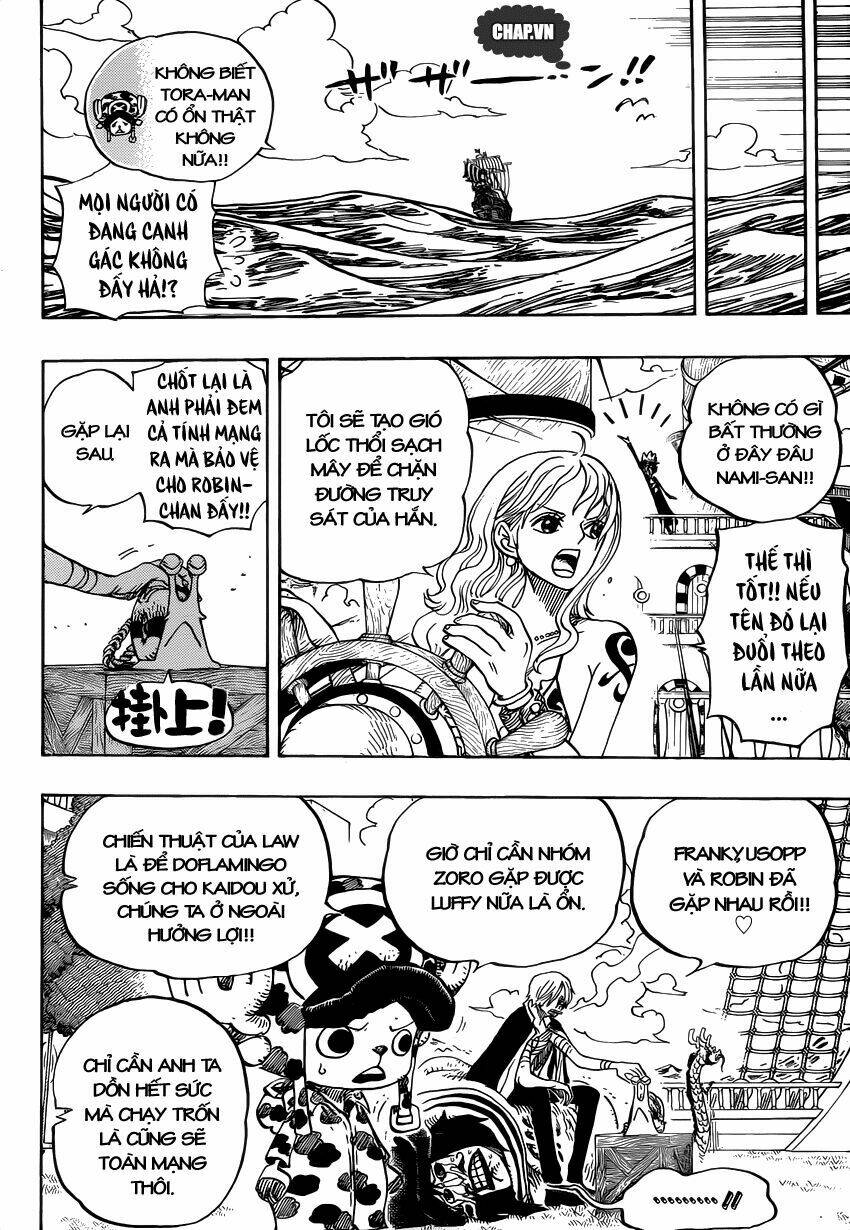 CHAP.VN
ザザーン!!
KHÔNG BIẾT
TORA-MAN
CÓ ỔN THẬT
KHÔNG
NỮA!!
MỌI NGƯỜI CÓ
ĐANG CANH
GÁC KHÔNG
ĐẤY HẢ!?
KHÔNG CÓ GÌ
BẤT THƯỜNG
Ở ĐÂY ĐÂU
NAMI-SAN!!
THẾ THÌ
TỐT!! NẾU
TÊN ĐÓ LẠI
ĐUỔI THEO
LẦN NỮA
...
TÔI SẼ TẠO GIÓ
LỐC THỔI SẠCH
MÂY ĐỂ CHẶN
ĐƯỜNG TRUY
SÁT CỦA HẮN.
CHỐT LẠI LÀ
ANH PHẢI ĐEM
CẢ TÍNH MẠNG
RA MÀ BẢO VỆ
CHO ROBIN-
CHAN ĐẤY!!
GẶP LẠI
SAU.
掛上!
FRANKY,USOPP
VÀ ROBIN ĐÃ
GẶP NHAU RỒI!!!
♡
GIỜ CHỈ CẦN NHÓM
ZORO GẶP ĐƯỢC
LUFFY NỮA LÀ ỔN.
CHIẾN THUẬT CỦA LAW
LÀ ĐỂ DOFLAMINGO
SỐNG CHO KAIDOU XỬ,
CHÚNG TA Ở NGOÀI
HƯỞNG LỢI!!
CHỈ CẦN ANH TA
DỒN HẾT SỨC
MÀ CHẠY TRỐN
LÀ CŨNG SẼ
TOÀN MẠNG
THÔI.
..........!!